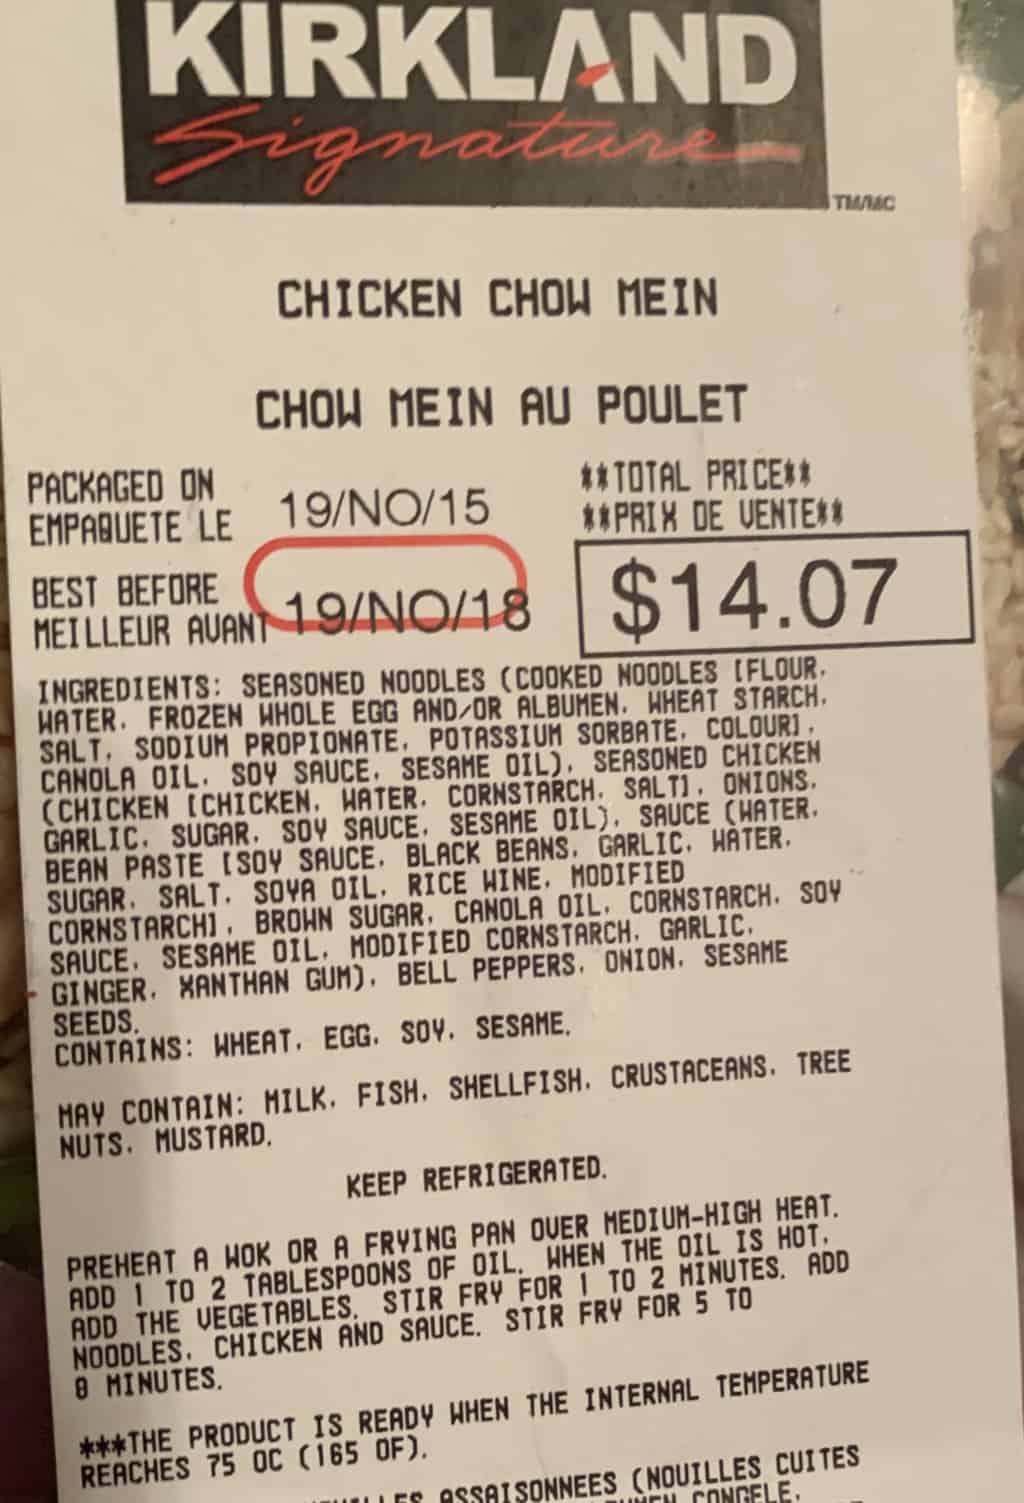 KIRKLAND
Signature
TM/MC
CHICKEN CHOW MEIN
CHOW MEIN AU POULET
PACKAGED ON
EMPAQUETE LE
19/NO/15
**TOTAL PRICE**
**PRIX DE VENTE**
BEST BEFORE
MEILLEUR AVANT
19/NO/18
$14.07
INGREDIENTS: SEASONED NOODLES (COOKED NOODLES [FLOUR,
WATER, FROZEN WHOLE EGG AND/OR ALBUMEN, WHEAT STARCH,
SALT, SODIUM PROPIONATE, POTASSIUM SORBATE, COLOUR],
CANOLA OIL, SOY SAUCE, SESAME OIL), SEASONED CHICKEN
(CHICKEN [CHICKEN, WATER, CORNSTARCH, SALT], ONIONS,
GARLIC, SUGAR, SOY SAUCE, SESAME OIL), SAUCE (WATER,
BEAN PASTE [SOY SAUCE, BLACK BEANS, GARLIC, WATER,
SUGAR, SALT, SOYA OIL, RICE WINE, MODIFIED
CORNSTARCH], BROWN SUGAR, CANOLA OIL, CORNSTARCH, SOY
SAUCE, SESAME OIL, MODIFIED CORNSTARCH, GARLIC,
GINGER, XANTHAN GUM), BELL PEPPERS, ONION, SESAME
SEEDS.
CONTAINS: WHEAT, EGG, SOY, SESAME.
MAY CONTAIN: MILK, FISH, SHELLFISH, CRUSTACEANS, TREE
NUTS, MUSTARD.
KEEP REFRIGERATED.
PREHEAT A WOK OR A FRYING PAN OVER MEDIUM-HIGH HEAT.
ADD 1 TO 2 TABLESPOONS OF OIL. WHEN THE OIL IS HOT,
ADD THE VEGETABLES. STIR FRY FOR 1 TO 2 MINUTES. ADD
NOODLES, CHICKEN AND SAUCE. STIR FRY FOR 5 TO
8 MINUTES.
***THE PRODUCT IS READY WHEN THE INTERNAL TEMPERATURE
REACHES 75 OC (165 OF).
ASSAISONNEES (NOUILLES CUITES
CONGELE,